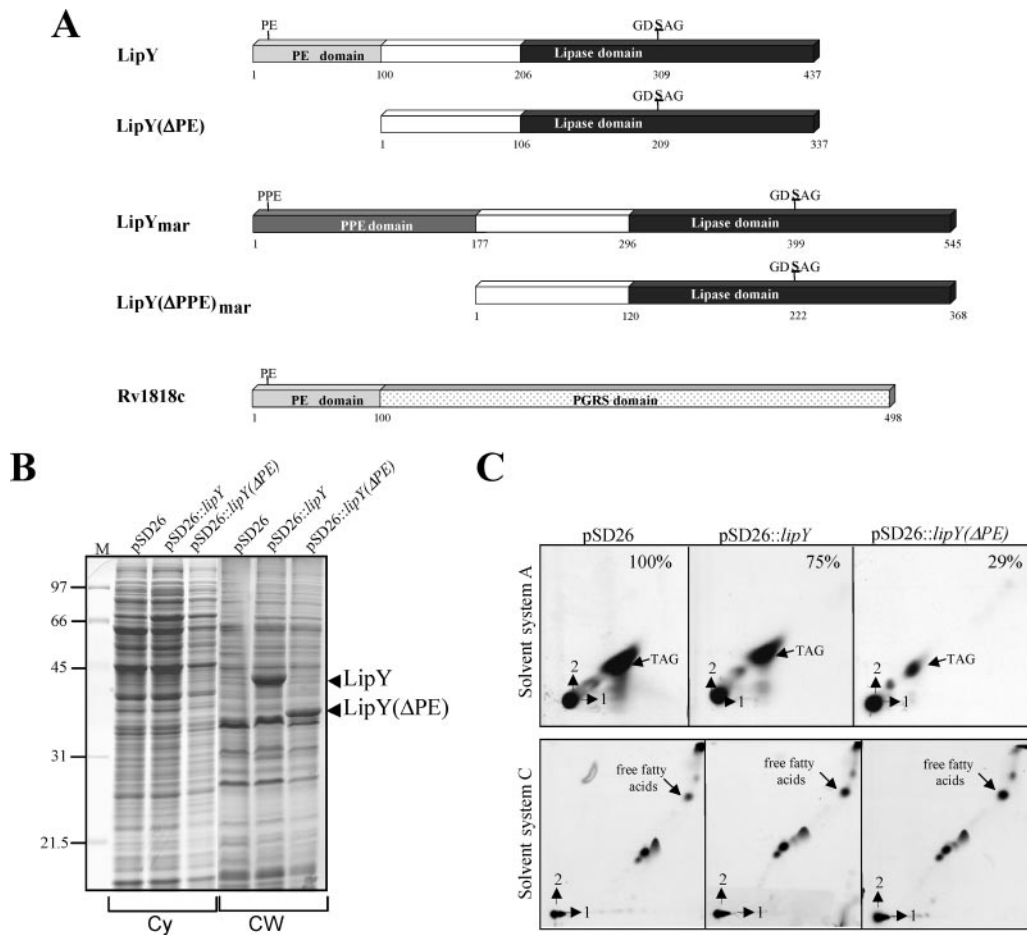 A
PE
GDSAG
LipY
PE domain
Lipase domain
1 100 206 309 437
GDSAG
LipY(ΔPE)
Lipase domain
1 106 209 337
PPE
GDSAG
LipYmar
PPE domain
Lipase domain
1 177 296 399 545
GDSAG
LipY(ΔPPE)mar
Lipase domain
1 120 222 368
PE
Rv1818c
PE domain
PGRS domain
1 100 498
B
M
pSD26
pSD26::lipY
pSD26::lipY(ΔPE)
pSD26
pSD26::lipY
pSD26::lipY(ΔPE)
97
66
45
31
21.5
LipY
LipY(ΔPE)
Cy
CW
C
pSD26
pSD26::lipY
pSD26::lipY(ΔPE)
Solvent system A
100%
75%
29%
TAG
TAG
TAG
2
1
2
1
2
1
Solvent system C
free fatty
acids
free fatty
acids
free fatty
acids
2
1
2
1
2
1